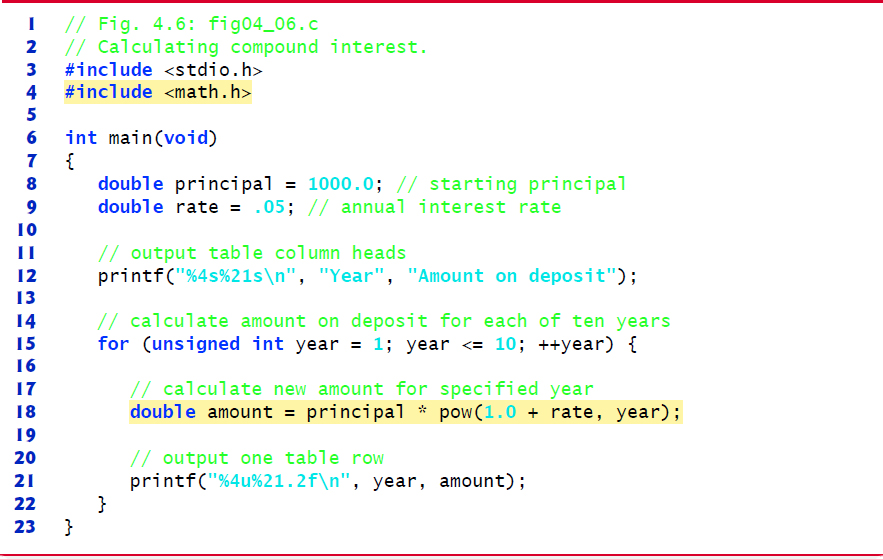 1 // Fig. 4.6: fig04_06.c
2 // Calculating compound interest.
3 #include <stdio.h>
4 #include <math.h>
5
6 int main(void)
7 {
8    double principal = 1000.0; // starting principal
9    double rate = .05; // annual interest rate
10
11    // output table column heads
12    printf("%4s%21s\n", "Year", "Amount on deposit");
13
14    // calculate amount on deposit for each of ten years
15    for (unsigned int year = 1; year <= 10; ++year) {
16
17       // calculate new amount for specified year
18       double amount = principal * pow(1.0 + rate, year);
19
20       // output one table row
21       printf("%4u%21.2f\n", year, amount);
22    }
23 }